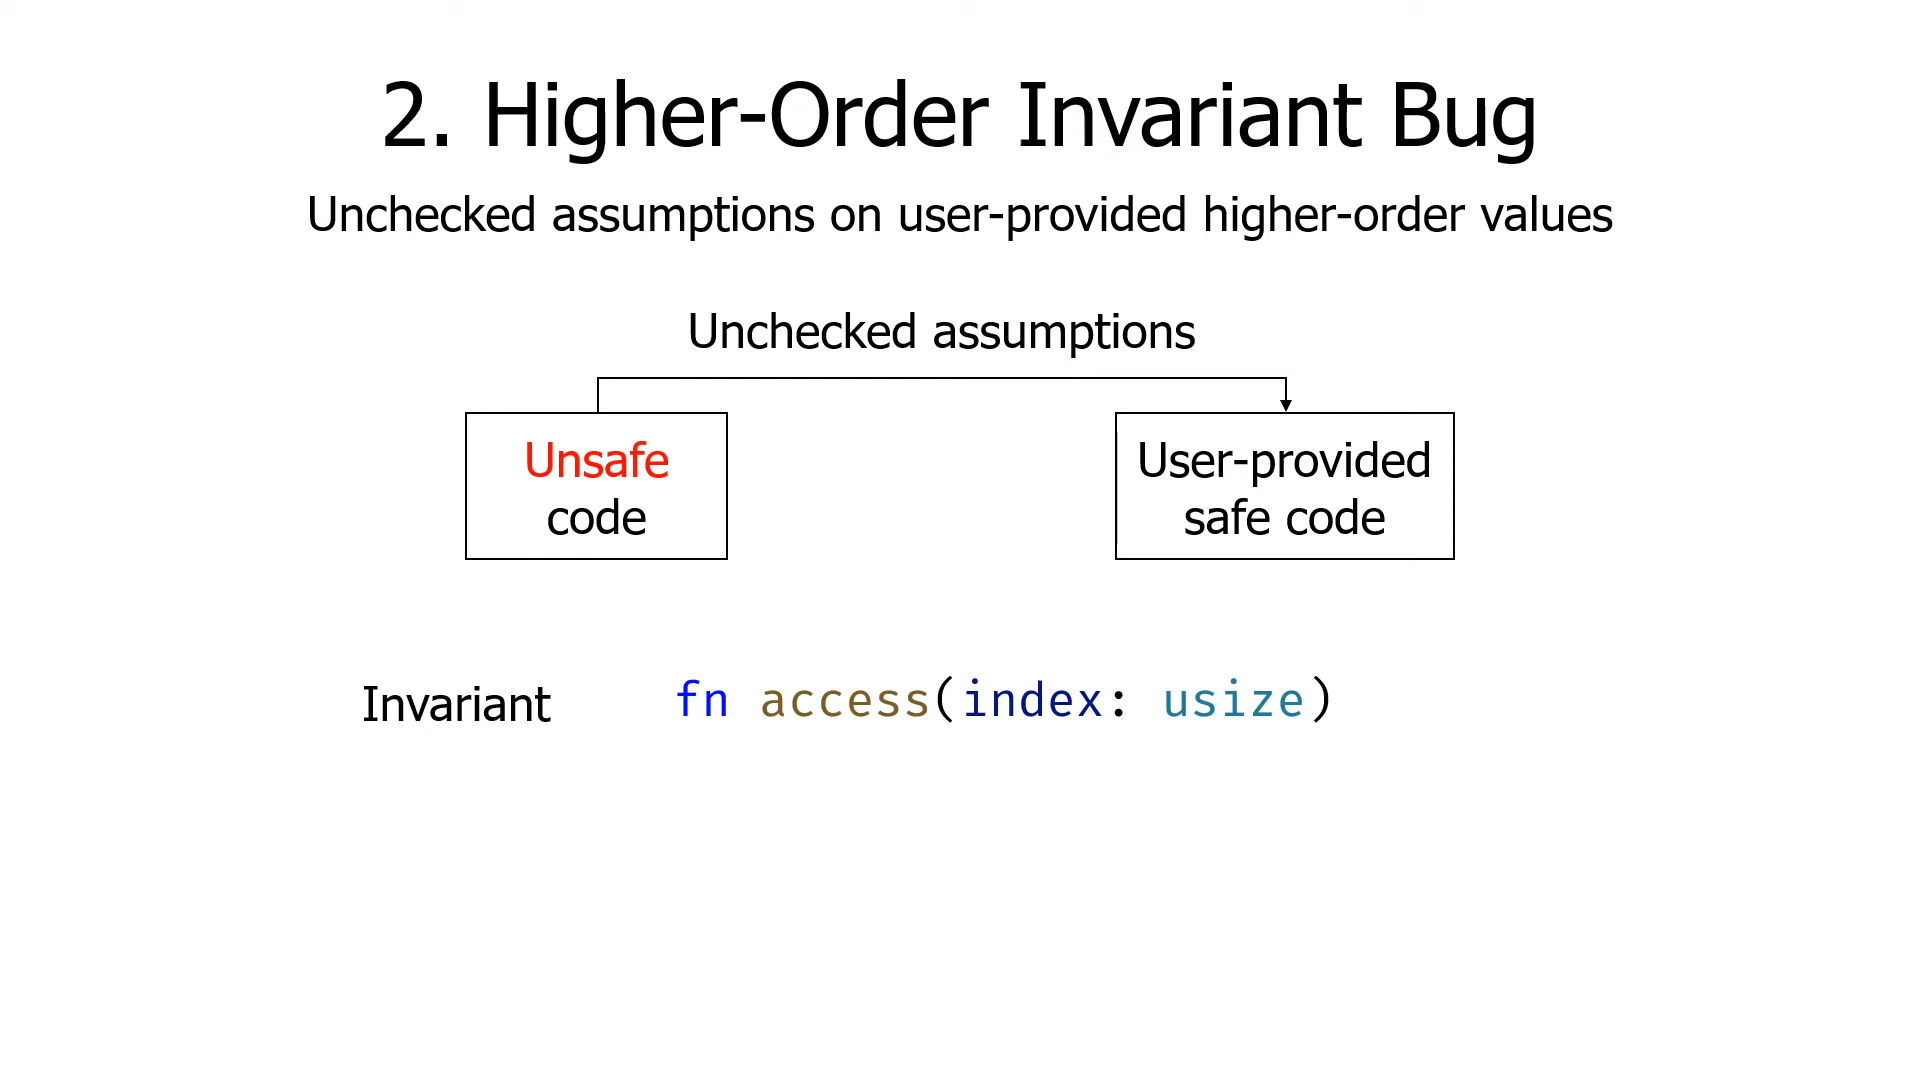 2. Higher-Order Invariant Bug
Unchecked assumptions on user-provided higher-order values
Unchecked assumptions
Unsafe
code
User-provided
safe code
Invariant
fn access(index: usize)